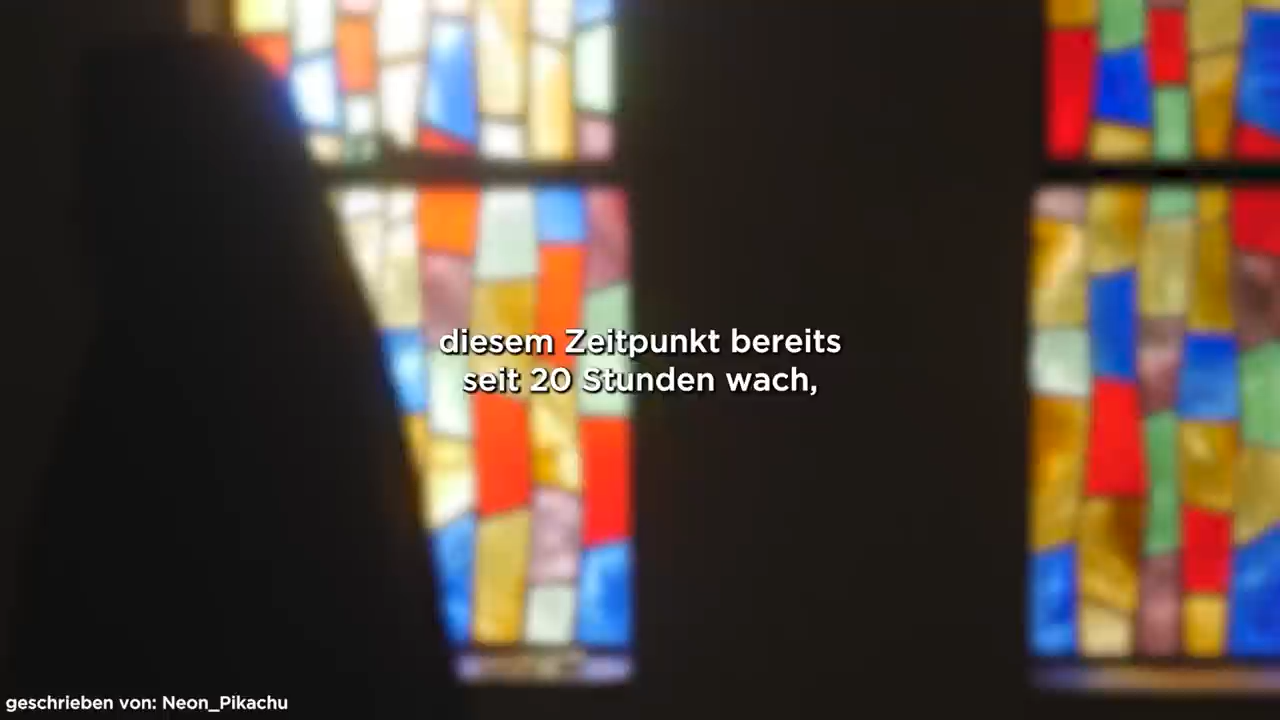 diesem Zeitpunkt bereits
seit 20 Stunden wach,
geschrieben von: Neon_Pikachu